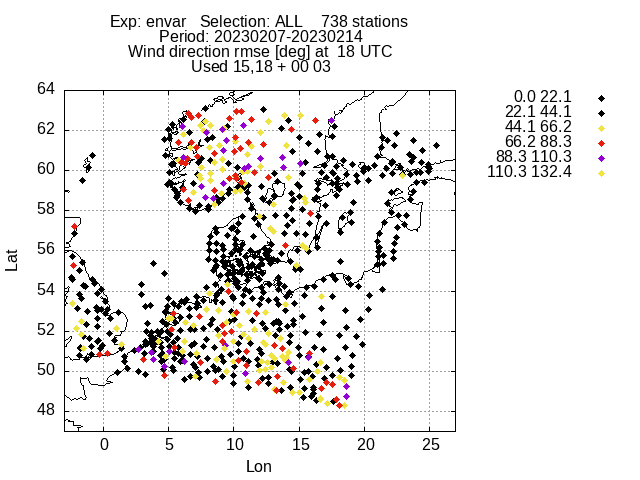 Exp: envar   Selection: ALL    738 stations
Period: 20230207-20230214
Wind direction rmse [deg] at  18 UTC
Used 15,18 + 00 03
64
62
60
58
56
54
52
50
48
Lat
0 5 10 15 20 25
Lon
0.0 22.1
22.1 44.1
44.1 66.2
66.2 88.3
88.3 110.3
110.3 132.4